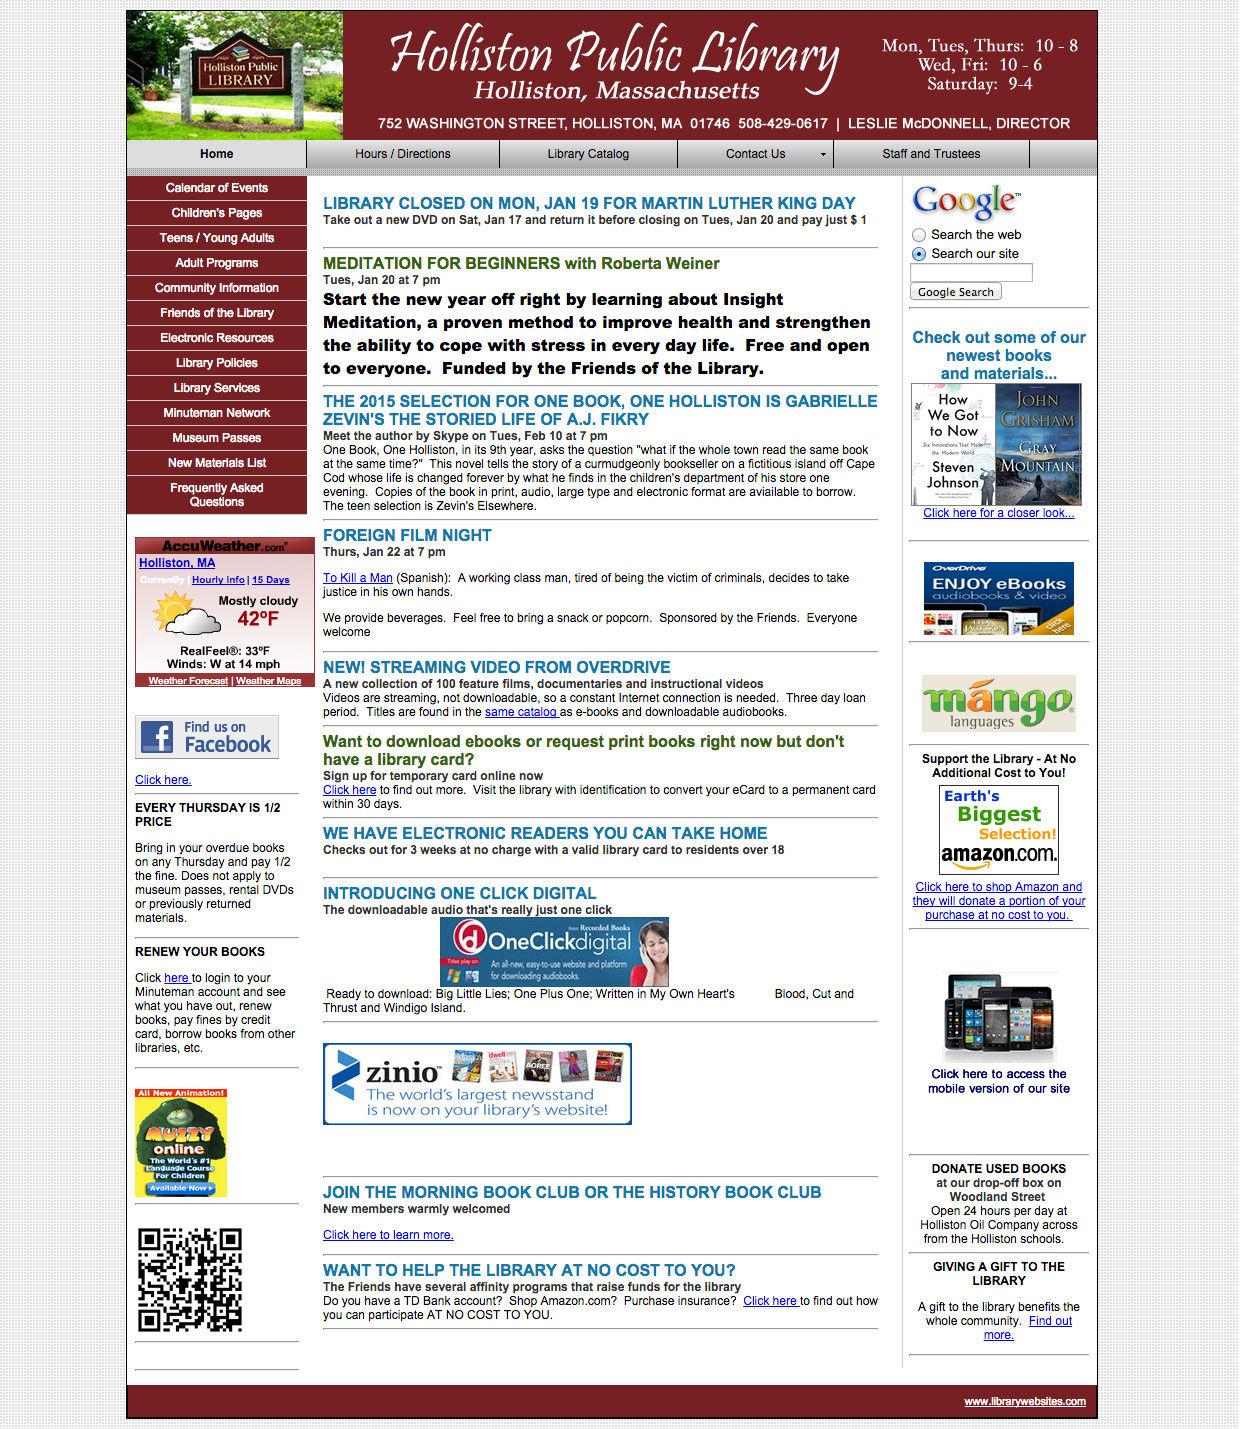 Holliston Public
LIBRARY
Holliston Public Library
Holliston, Massachusetts
Mon, Tues, Thurs: 10 - 8
Wed, Fri: 10 - 6
Saturday: 9-4
752 WASHINGTON STREET, HOLLISTON, MA 01746 508-429-0617 | LESLIE McDONNELL, DIRECTOR
Home
Hours / Directions
Library Catalog
Contact Us
Staff and Trustees
Calendar of Events
Children's Pages
Teens / Young Adults
Adult Programs
Community Information
Friends of the Library
Electronic Resources
Library Policies
Library Services
Minuteman Network
Museum Passes
New Materials List
Frequently Asked
Questions
AccuWeather.com
Holliston, MA
Currently | Hourly Info | 15 Days
Mostly cloudy
42ºF
RealFeel®: 33ºF
Winds: W at 14 mph
Weather Forecast | Weather Maps
Find us on
Facebook
Click here.
EVERY THURSDAY IS 1/2
PRICE
Bring in your overdue books
on any Thursday and pay 1/2
the fine. Does not apply to
museum passes, rental DVDs
or previously returned
materials.
RENEW YOUR BOOKS
Click here to login to your
Minuteman account and see
what you have out, renew
books, pay fines by credit
card, borrow books from other
libraries, etc.
All New Animation!
MUZZY
online
The World's #1
Language Course
For Children
Available Now
LIBRARY CLOSED ON MON, JAN 19 FOR MARTIN LUTHER KING DAY
Take out a new DVD on Sat, Jan 17 and return it before closing on Tues, Jan 20 and pay just $ 1
MEDITATION FOR BEGINNERS with Roberta Weiner
Tues, Jan 20 at 7 pm
Start the new year off right by learning about Insight
Meditation, a proven method to improve health and strengthen
the ability to cope with stress in every day life. Free and open
to everyone. Funded by the Friends of the Library.
THE 2015 SELECTION FOR ONE BOOK, ONE HOLLISTON IS GABRIELLE
ZEVIN'S THE STORIED LIFE OF A.J. FIKRY
Meet the author by Skype on Tues, Feb 10 at 7 pm
One Book, One Holliston, in its 9th year, asks the question "what if the whole town read the same book
at the same time?" This novel tells the story of a curmudgeonly bookseller on a fictitious island off Cape
Cod whose life is changed forever by what he finds in the children's department of his store one
evening. Copies of the book in print, audio, large type and electronic format are avialable to borrow.
The teen selection is Zevin's Elsewhere.
FOREIGN FILM NIGHT
Thurs, Jan 22 at 7 pm
To Kill a Man (Spanish): A working class man, tired of being the victim of criminals, decides to take
justice in his own hands.
We provide beverages. Feel free to bring a snack or popcorn. Sponsored by the Friends. Everyone
welcome
NEW! STREAMING VIDEO FROM OVERDRIVE
A new collection of 100 feature films, documentaries and instructional videos
Videos are streaming, not downloadable, so a constant Internet connection is needed. Three day loan
period. Titles are found in the same catalog as e-books and downloadable audiobooks.
Want to download ebooks or request print books right now but don't
have a library card?
Sign up for temporary card online now
Click here to find out more. Visit the library with identification to convert your eCard to a permanent card
within 30 days.
WE HAVE ELECTRONIC READERS YOU CAN TAKE HOME
Checks out for 3 weeks at no charge with a valid library card to residents over 18
INTRODUCING ONE CLICK DIGITAL
The downloadable audio that's really just one click
from Recorded Books
OneClickdigital
Titles play on
An all-new, easy-to-use website and platform
for downloading audiobooks.
Ready to download: Big Little Lies; One Plus One; Written in My Own Heart's Blood, Cut and
Thrust and Windigo Island.
zinio™
The world's largest newsstand
is now on your library's website!
JOIN THE MORNING BOOK CLUB OR THE HISTORY BOOK CLUB
New members warmly welcomed
Click here to learn more.
WANT TO HELP THE LIBRARY AT NO COST TO YOU?
The Friends have several affinity programs that raise funds for the library
Do you have a TD Bank account? Shop Amazon.com? Purchase insurance? Click here to find out how
you can participate AT NO COST TO YOU.
Google™
Search the web
Search our site
Google Search
Check out some of our
newest books
and materials...
How
We Got
to Now
Six Innovations That Made
the Modern World
Steven
Johnson
JOHN
GRISHAM
GRAY
MOUNTAIN
Click here for a closer look...
OverDrive
ENJOY eBooks
audiobooks & video
click here
mango
languages
Support the Library - At No
Additional Cost to You!
Earth's
Biggest
Selection!
amazon.com.
Click here to shop Amazon and
they will donate a portion of your
purchase at no cost to you.
Click here to access the
mobile version of our site
DONATE USED BOOKS
at our drop-off box on
Woodland Street
Open 24 hours per day at
Holliston Oil Company across
from the Holliston schools.
GIVING A GIFT TO THE
LIBRARY
A gift to the library benefits the
whole community. Find out
more.
www.librarywebsites.com